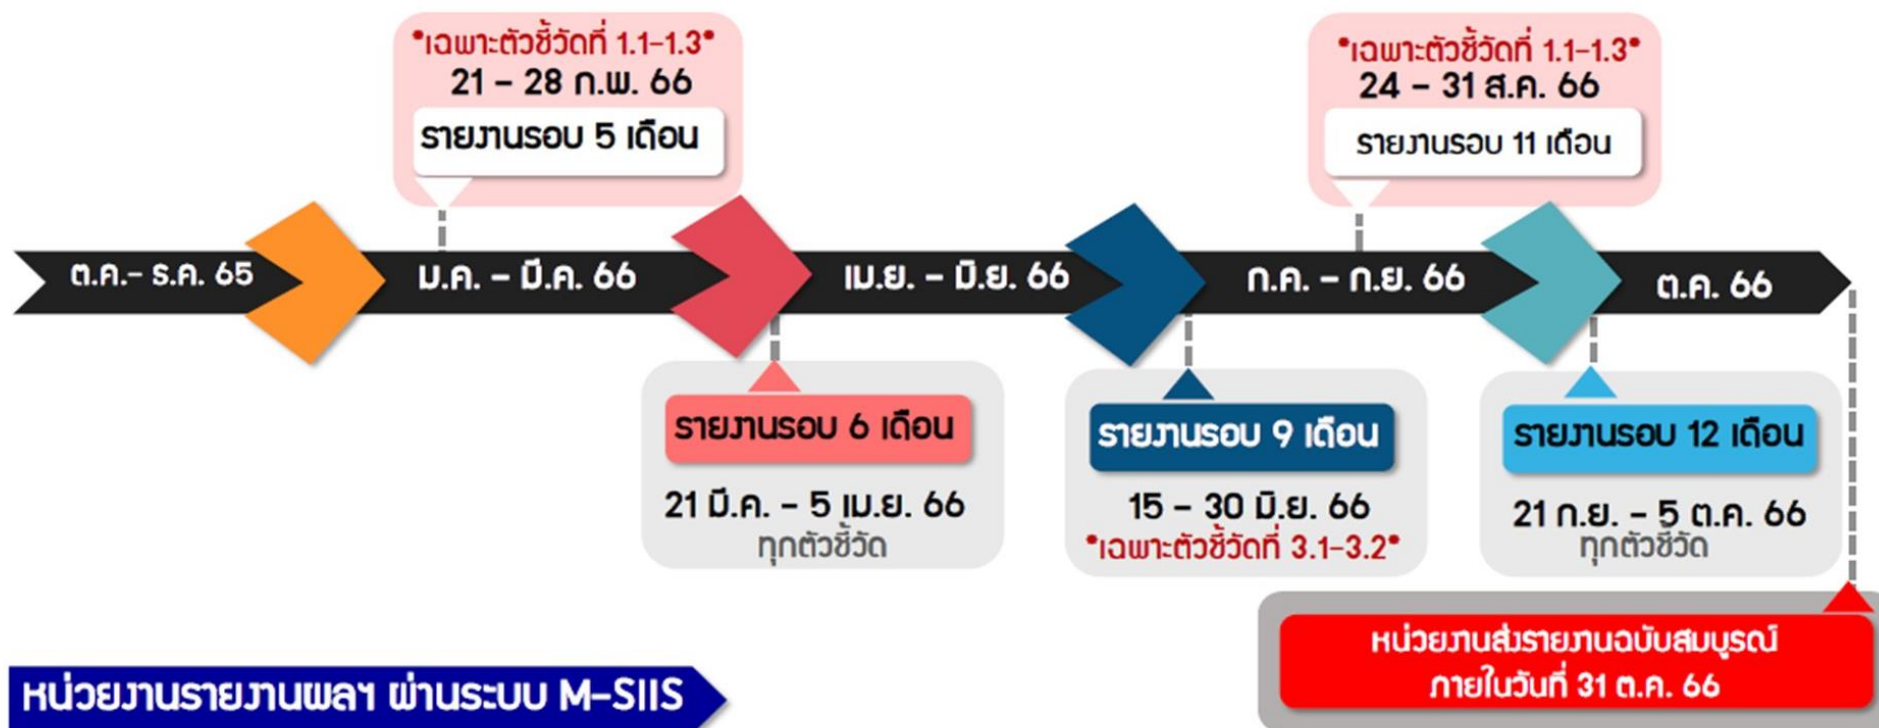 *เฉพาะตัวชี้วัดที่ 1.1-1.3*
21 – 28 ก.พ. 66
รายงานรอบ 5 เดือน
*เฉพาะตัวชี้วัดที่ 1.1-1.3*
24 – 31 ส.ค. 66
รายงานรอบ 11 เดือน
ต.ค.- ธ.ค. 65
ม.ค. – มี.ค. 66
เม.ย. – มิ.ย. 66
ก.ค. – ก.ย. 66
ต.ค. 66
รายงานรอบ 6 เดือน
21 มี.ค. – 5 เม.ย. 66
ทุกตัวชี้วัด
รายงานรอบ 9 เดือน
15 – 30 มิ.ย. 66
*เฉพาะตัวชี้วัดที่ 3.1-3.2*
รายงานรอบ 12 เดือน
21 ก.ย. – 5 ต.ค. 66
ทุกตัวชี้วัด
หน่วยงานส่งรายงานฉบับสมบูรณ์
ภายในวันที่ 31 ต.ค. 66
หน่วยงานรายงานผลฯ ผ่านระบบ M-SIIS